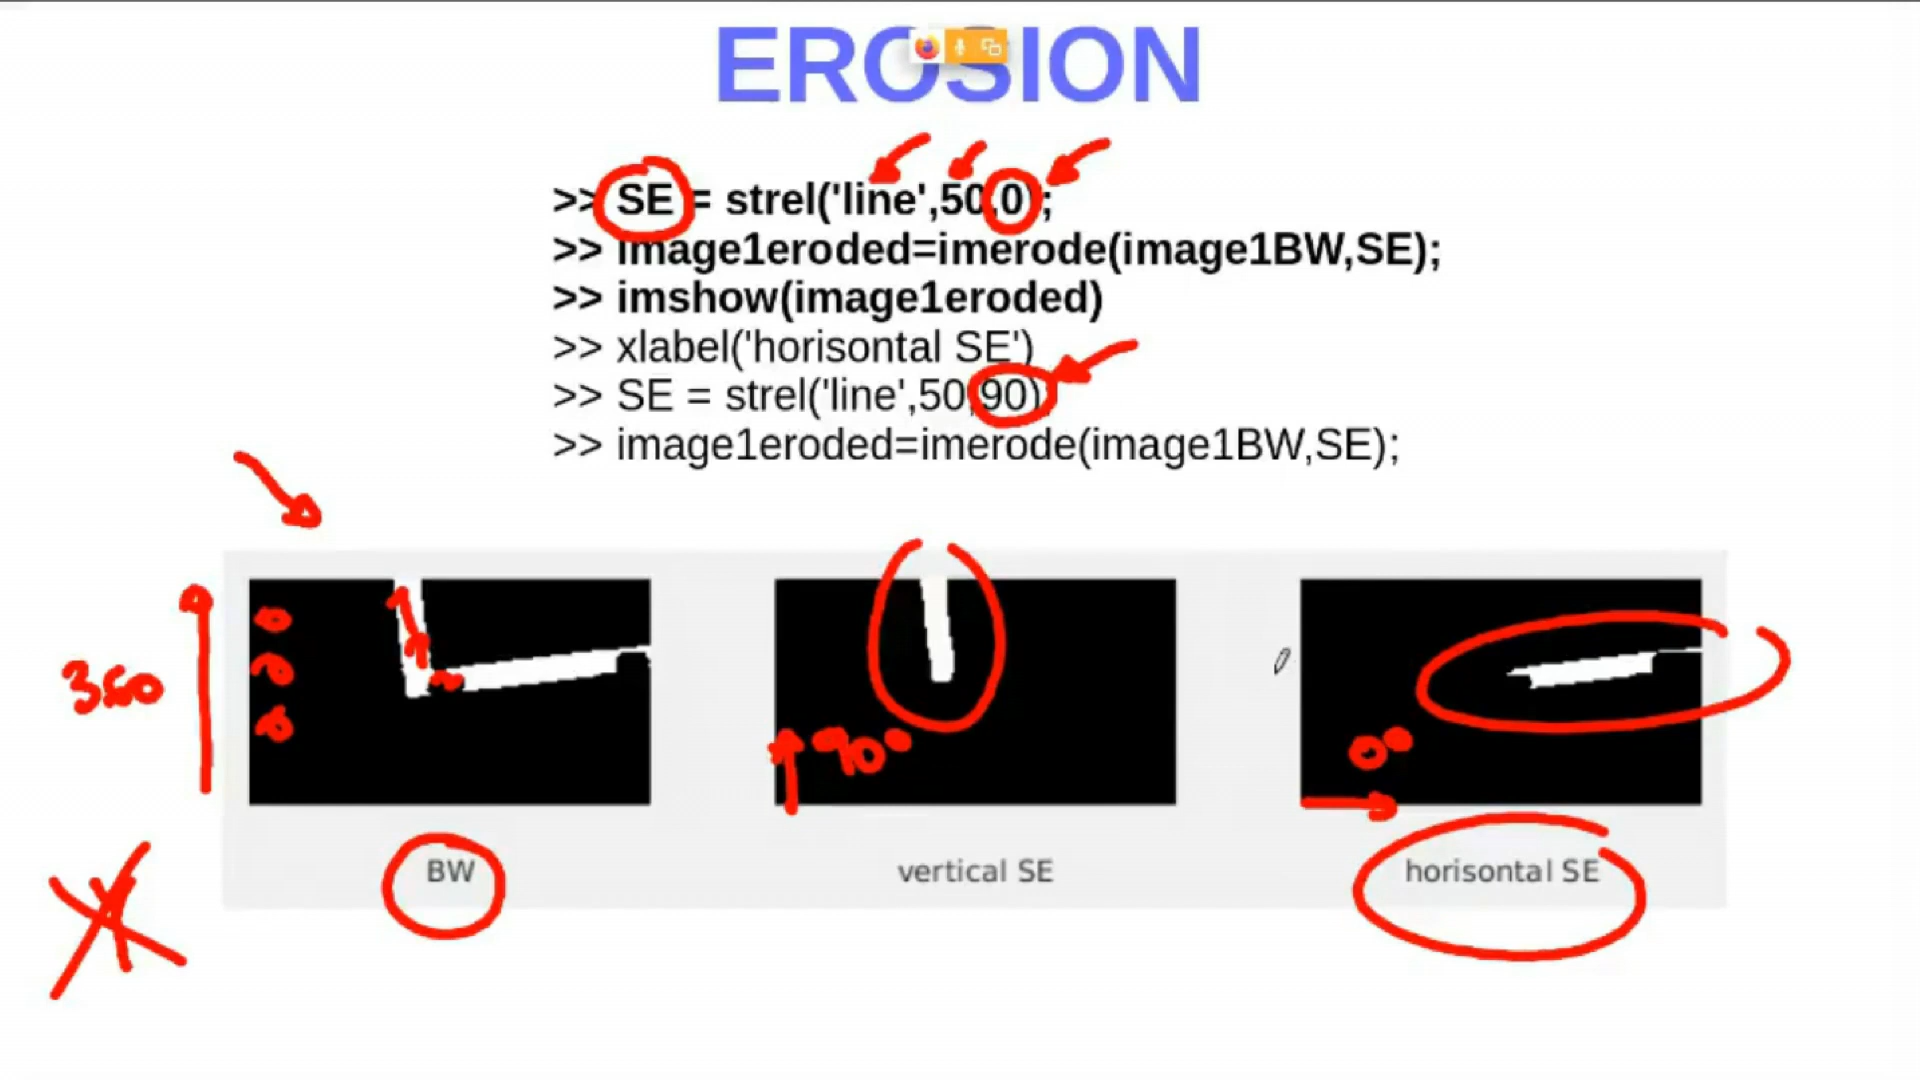 EROSION
>> SE = strel('line',50,0);
>> image1eroded=imerode(image1BW,SE);
>> imshow(image1eroded)
>> xlabel('horisontal SE')
>> SE = strel('line',50,90)
>> image1eroded=imerode(image1BW,SE);
360
90°
0°
BW
vertical SE
horisontal SE